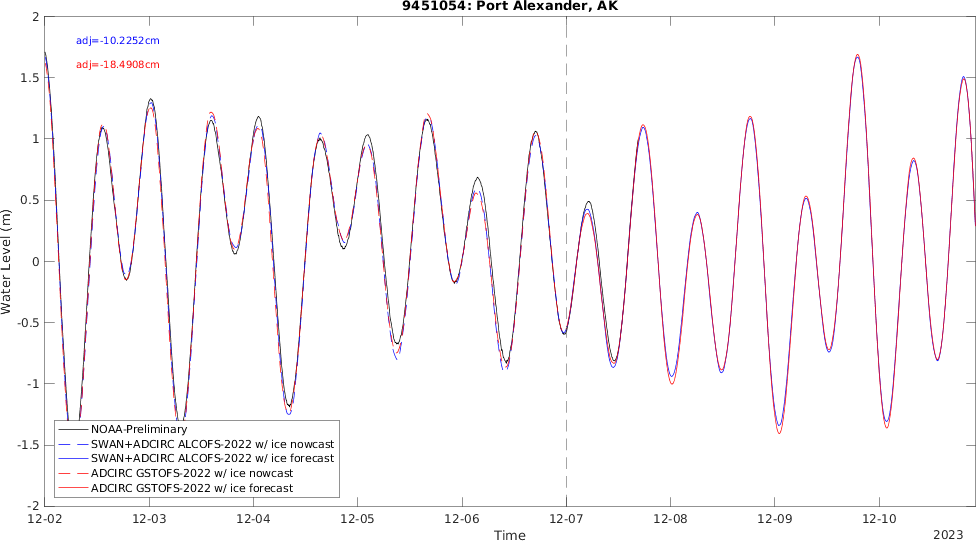 9451054: Port Alexander, AK
adj=-10.2252cm
adj=-18.4908cm
2
1.5
1
0.5
0
-0.5
-1
-1.5
-2
Water Level (m)
NOAA-Preliminary
SWAN+ADCIRC ALCOFS-2022 w/ ice nowcast
SWAN+ADCIRC ALCOFS-2022 w/ ice forecast
ADCIRC GSTOFS-2022 w/ ice nowcast
ADCIRC GSTOFS-2022 w/ ice forecast
12-02 12-03 12-04 12-05 12-06 12-07 12-08 12-09 12-10
Time
2023